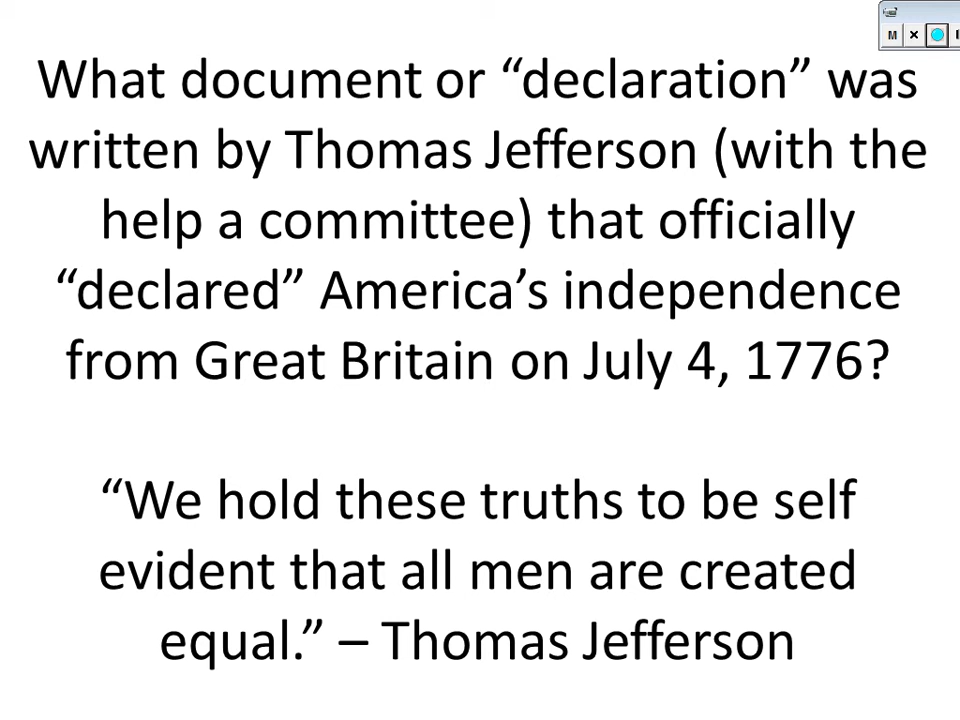 M ×
What document or “declaration” was
written by Thomas Jefferson (with the
help a committee) that officially
“declared” America’s independence
from Great Britain on July 4, 1776?
“We hold these truths to be self
evident that all men are created
equal.” – Thomas Jefferson